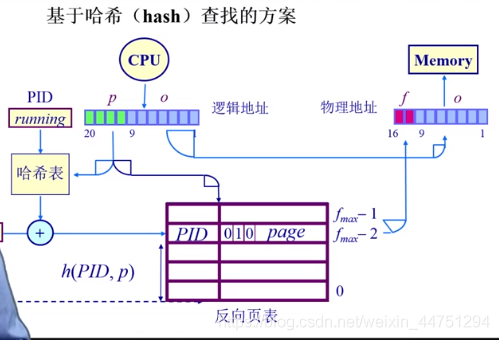 基于哈希（hash）查找的方案
CPU
Memory
PID
p
o
逻辑地址
物理地址
f
o
running
20
9
1
16
9
1
哈希表
f max − 1
PID
0 1 0
page
f max − 2
+
h(PID, p)
0
反向页表
https://blog.csdn.net/weixin_44751294